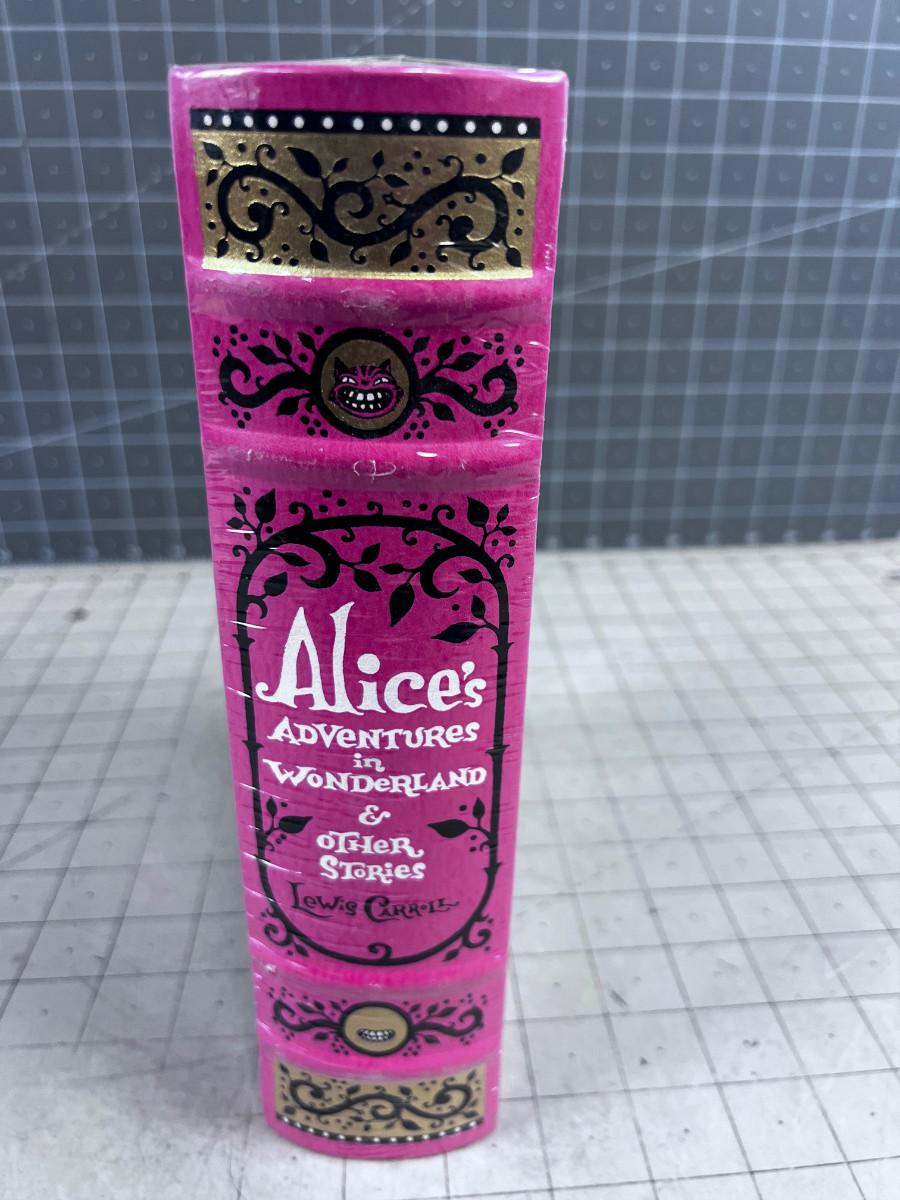 Alice's
ADVENTURES
in
WONDERLAND
&
OTHER
STORIES
LEWIS CARROLL